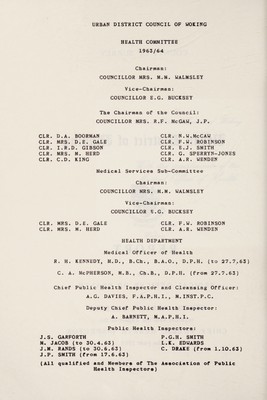 URBAN DISTRICT COUNCIL OF WOKING
HEALTH COMMITTEE
1963/64
Chairman:
COUNCILLOR MRS. M.M. WALMSLEY
Vice-Chairman:
COUNCILLOR E.G. BUCKSEY
The Chairman of the Council:
COUNCILLOR MRS. R.F. McGAW, J.P.
CLR. D.A. BOORMAN CLR. N.W. McCAW
CLR. MRS. D.E. GALE CLR. F.W. ROBINSON
CLR. I.H.D. GIBSON CLR. E.J. SMITH
CLR. MRS. M. HERD CLR. G. SPERRYN-JONES
CLR. C.D. KING CLR. A.E. WENDEN
Medical Services Sub-Committee
Chairman:
COUNCILLOR MRS. M.M. WALMSLEY
Vice-Chairman:
COUNCILLOR E.G. BUCKSEY
CLR. MRS. D.E. GALE CLR. F.W. ROBINSON
CLR. MRS. M. HERD CLR. A.E. WENDEN
HEALTH DEPARTMENT
Medical Officer of Health
R. H. KENNEDY, M.D., B.Ch., B.A.O., D.P.H. (to 27.7.63)
C. A. McPHERSON, M.B., Ch.B., D.P.H. (from 27.7.63)
Chief Public Health Inspector and Cleansing Officer:
A.G. DAVIES, F.A.P.H.I., M.INST.P.C.
Deputy Chief Public Health Inspector:
A. BARRETT, M.A.P.H.I.
Public Health Inspectors:
J.S. GARFORTH P.G.H. SMITH
M. JACOB (to 30.4.63) L.K. EDWARDS
J.M. RANDS (to 30.6.63) C. DRAKE (from 1.10.63)
J.P. SMITH (from 17.6.63)
(All qualified and Members of The Association of Public
Health Inspectors)